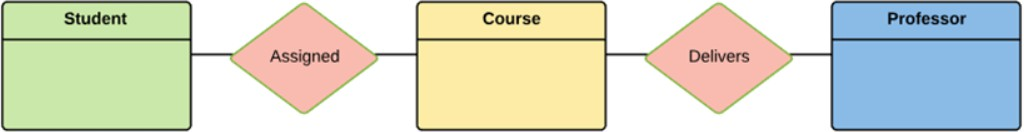 Student
Assigned
Course
Delivers
Professor